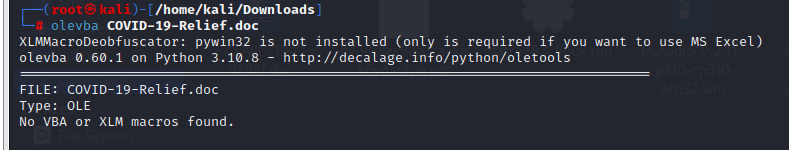 (root㉿kali)-[/home/kali/Downloads]
# olevba COVID-19-Relief.doc
XLMMacroDeobfuscator: pywin32 is not installed (only is required if you want to use MS Excel)
olevba 0.60.1 on Python 3.10.8 - http://decalage.info/python/oletools
===============================================================================
FILE: COVID-19-Relief.doc
Type: OLE
No VBA or XLM macros found.
File System
cp310-cp310-
win32.whl